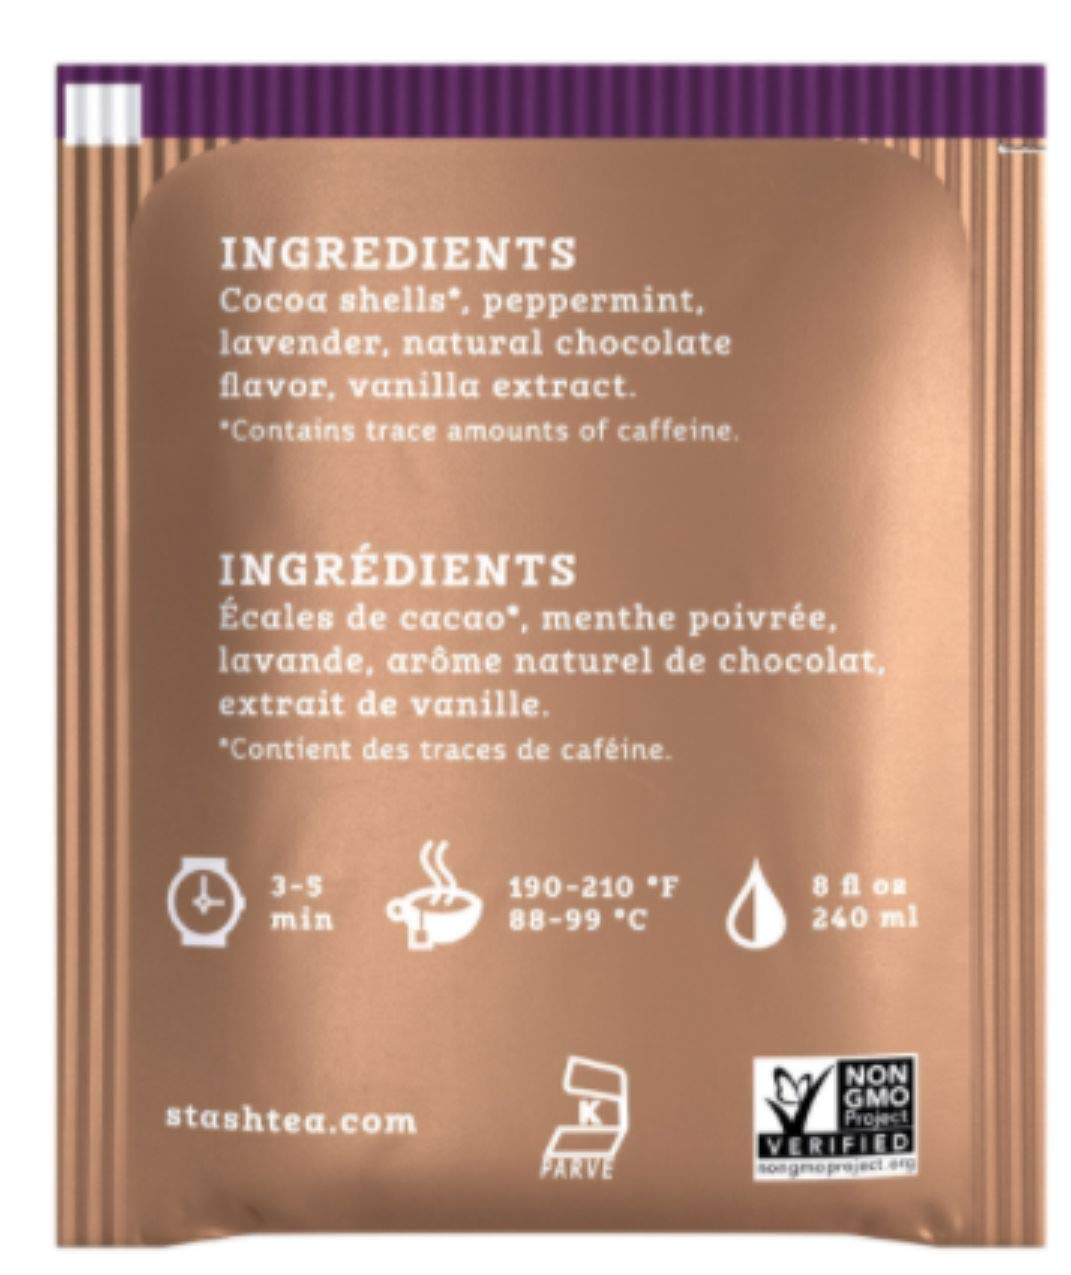 INGREDIENTS
Cocoa shells*, peppermint,
lavender, natural chocolate
flavor, vanilla extract.
*Contains trace amounts of caffeine.
INGRÉDIENTS
Écales de cacao*, menthe poivrée,
lavande, arôme naturel de chocolat,
extrait de vanille.
*Contient des traces de caféine.
3-5
min
190-210 °F
88-99 °C
8 fl oz
240 ml
stashtea.com
K
PARVE
NON
GMO
Project
VERIFIED
nongmoproject.org